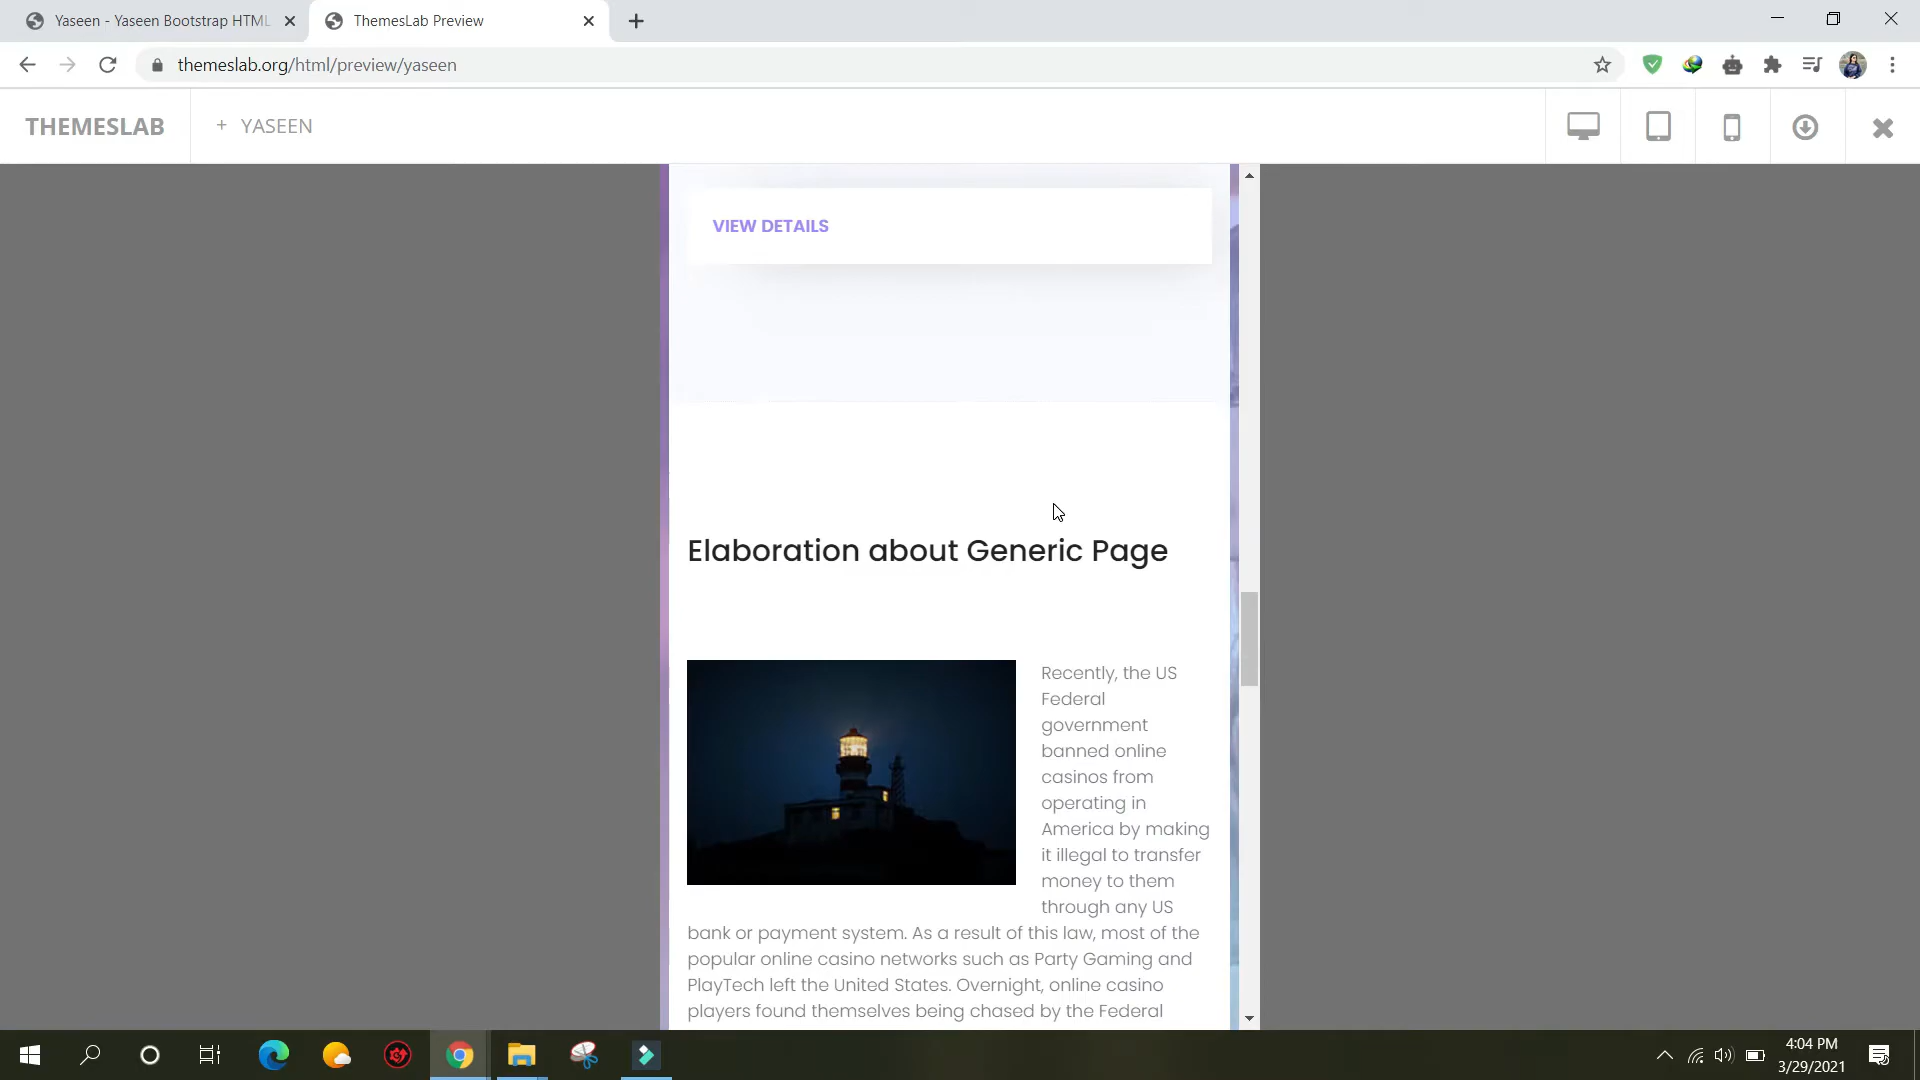 Yaseen - Yaseen Bootstrap HTML
ThemesLab Preview
themeslab.org/html/preview/yaseen
THEMESLAB
+ YASEEN
VIEW DETAILS
Elaboration about Generic Page
Recently, the US
Federal
government
banned online
casinos from
operating in
America by making
it illegal to transfer
money to them
through any US
bank or payment system. As a result of this law, most of the
popular online casino networks such as Party Gaming and
PlayTech left the United States. Overnight, online casino
players found themselves being chased by the Federal
4:04 PM
3/29/2021